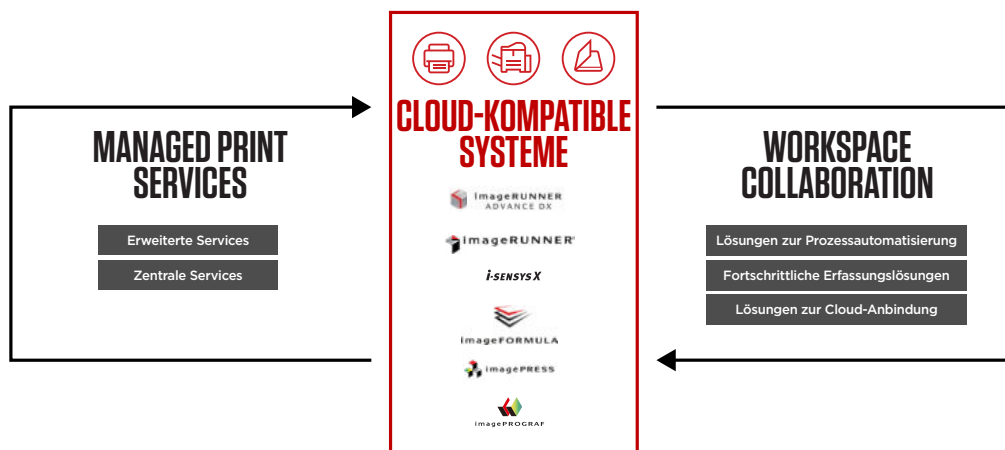 MANAGED PRINT
SERVICES
Erweiterte Services
Zentrale Services
CLOUD-KOMPATIBLE
SYSTEME
imageRUNNER
ADVANCE DX
imageRUNNER
i-SENSYS X
imageFORMULA
imagePRESS
imagePROGRAF
WORKSPACE
COLLABORATION
Lösungen zur Prozessautomatisierung
Fortschrittliche Erfassungslösungen
Lösungen zur Cloud-Anbindung